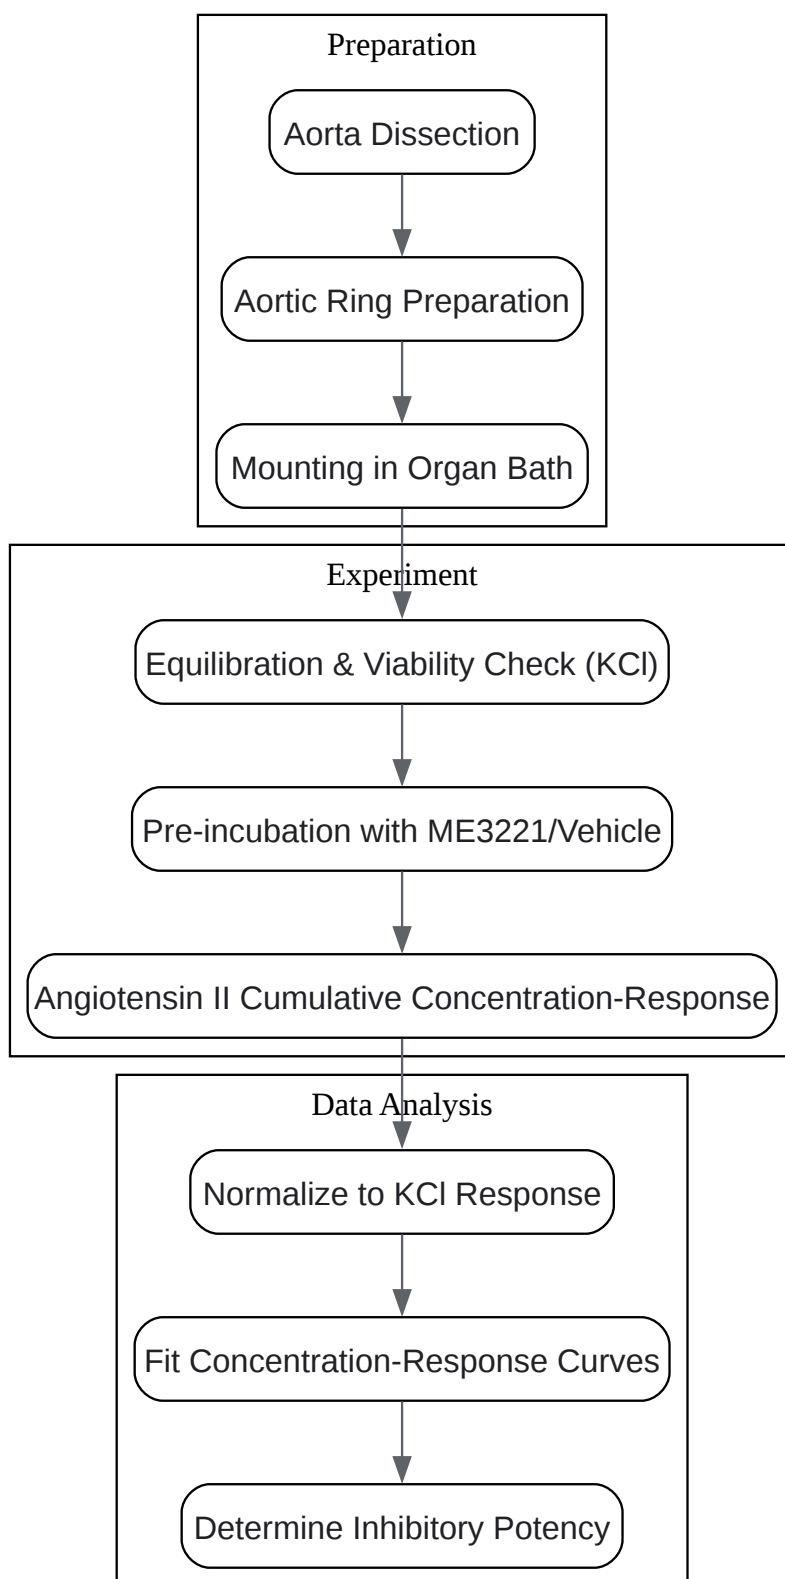 Preparation
Aorta Dissection
Aortic Ring Preparation
Mounting in Organ Bath
Experiment
Equilibration & Viability Check (KCl)
Pre-incubation with ME3221/Vehicle
Angiotensin II Cumulative Concentration-Response
Data Analysis
Normalize to KCl Response
Fit Concentration-Response Curves
Determine Inhibitory Potency